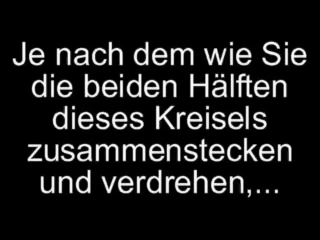 Je nach dem wie Sie
die beiden Hälften
dieses Kreisels
zusammenstecken
und verdrehen,...